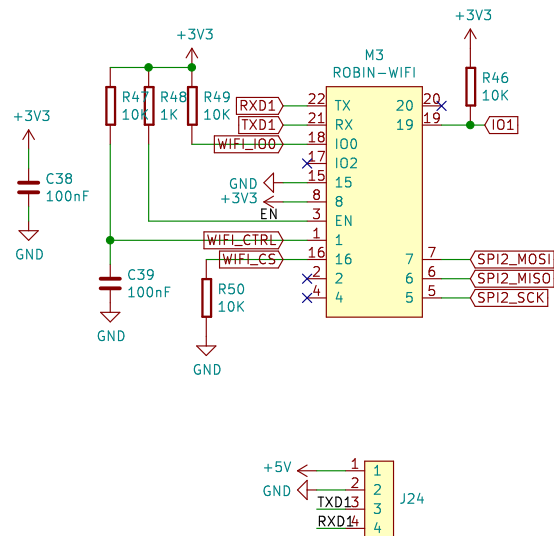 +3V3
+3V3
M3
ROBIN-WIFI
R47
10K
R48
1K
R49
10K
R46
10K
RXD1
22
TX
20
TXD1
21
RX
19
IO1
WIFI_IO0
18
IO0
17
IO2
+3V3
C38
100nF
GND
GND
15
15
+3V3
8
8
EN
3
EN
WIFI_CTRL
1
1
WIFI_CS
16
16
2
2
4
4
20
19
7
7
SPI2_MOSI
6
6
SPI2_MISO
5
5
SPI2_SCK
C39
100nF
GND
R50
10K
GND
+5V
1
1
GND
2
2
TXD1
3
3
RXD1
4
4
J24